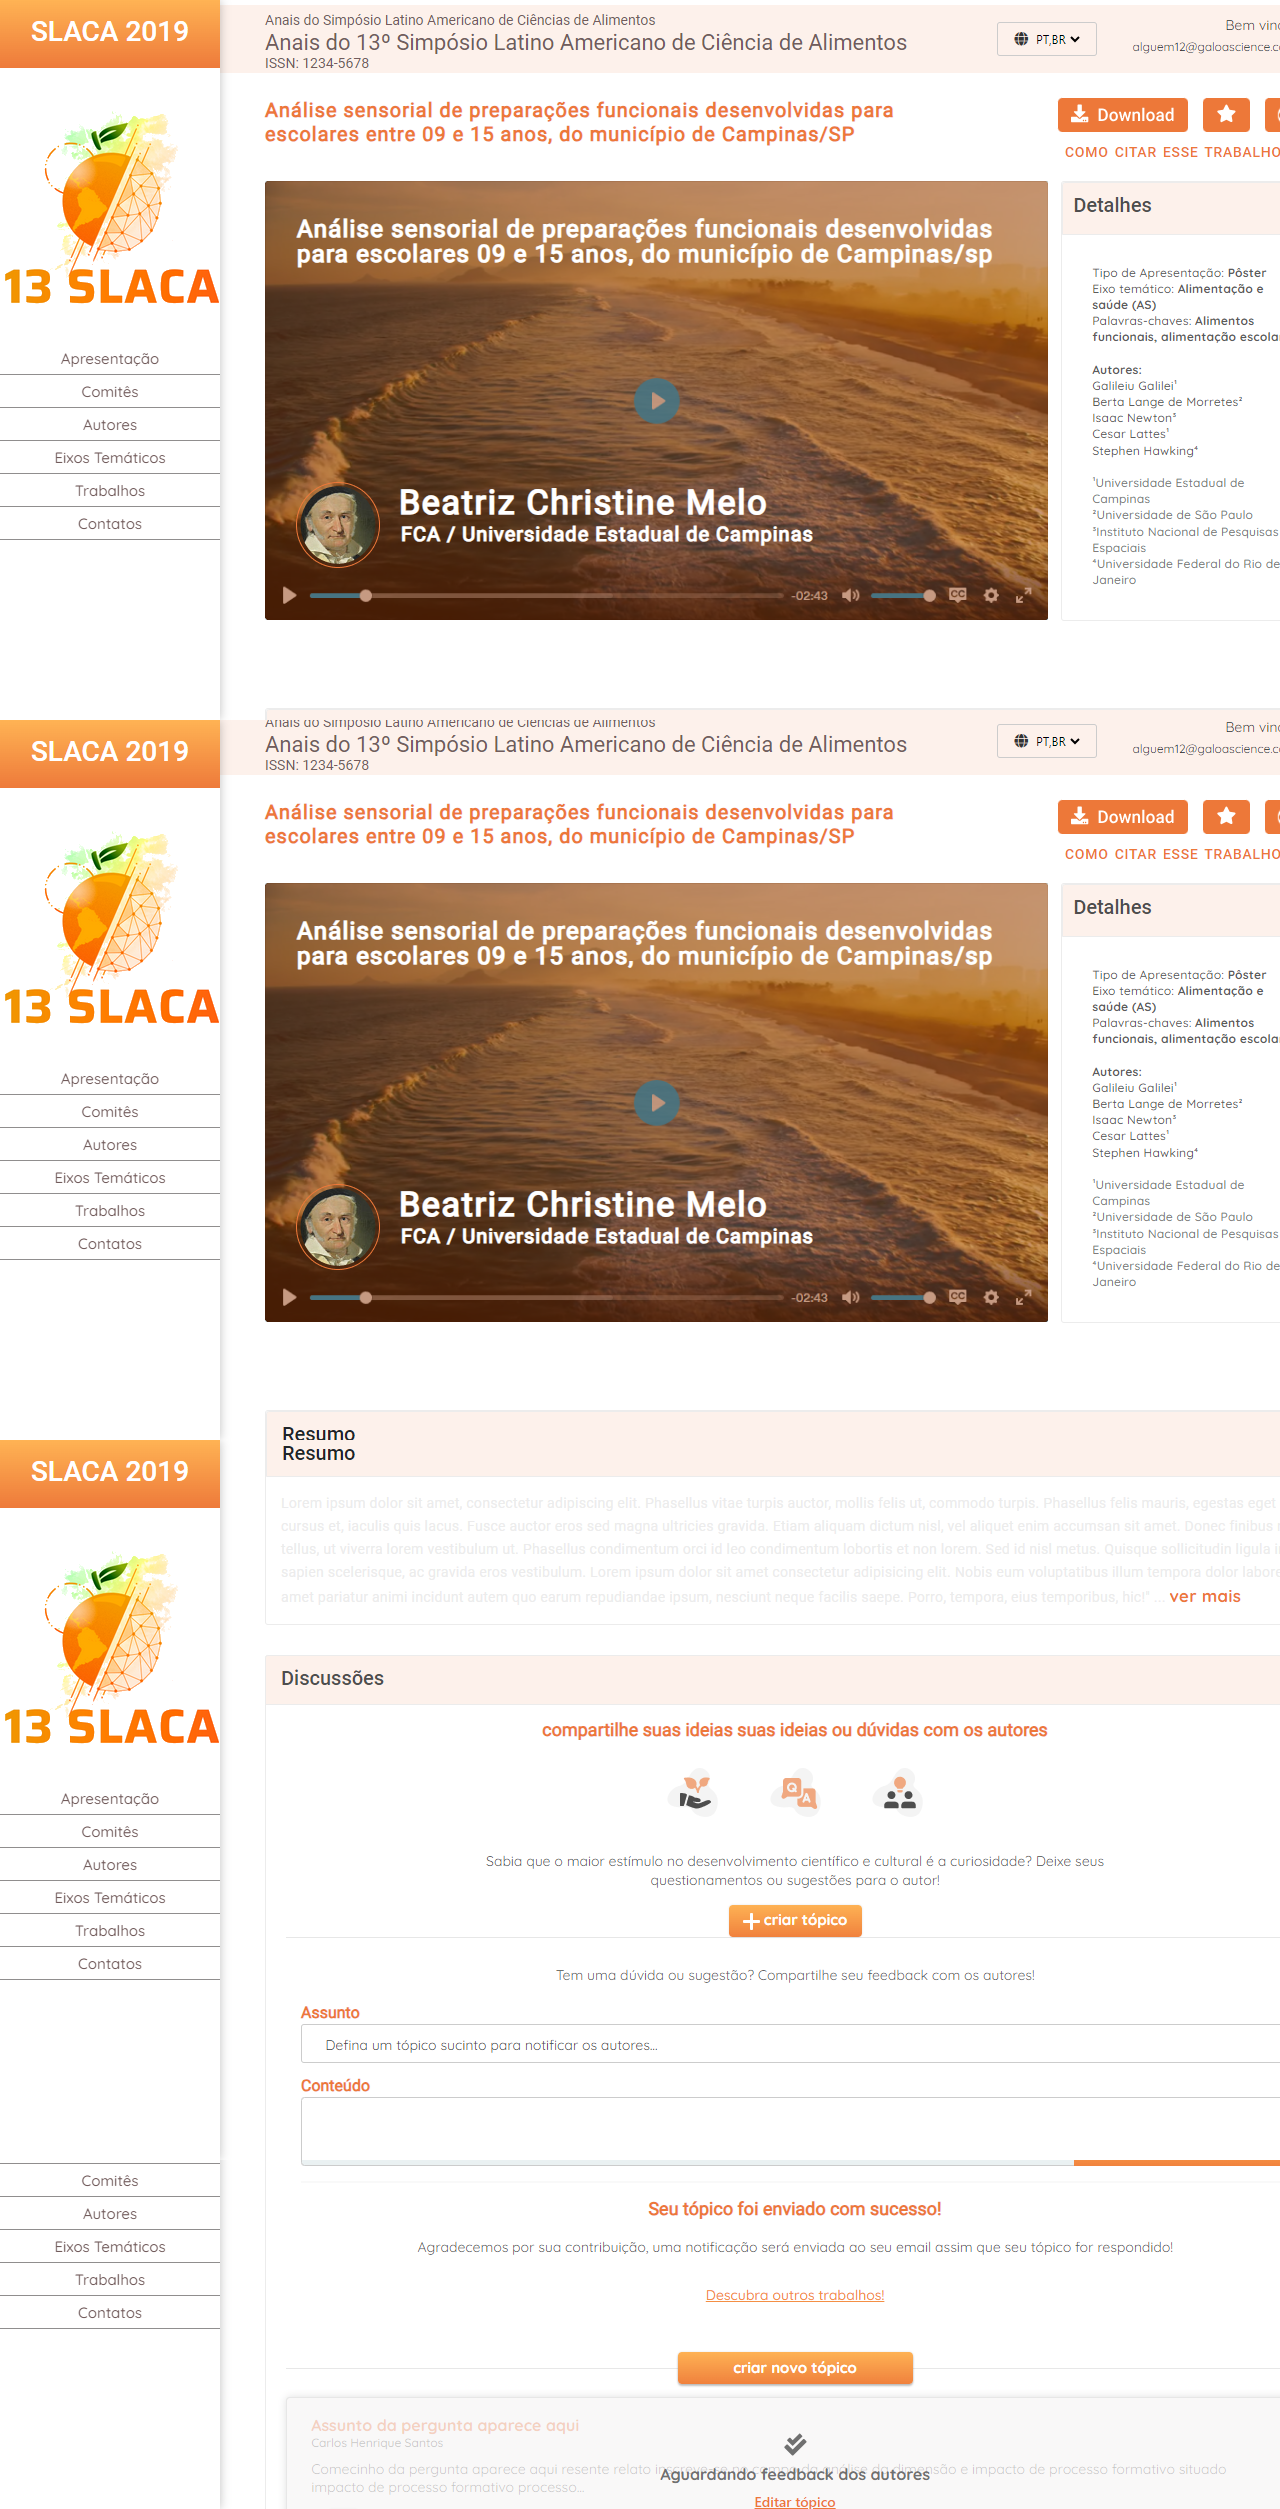 SLACA 2019
Anais do Simpósio Latino Americano de Ciências de Alimentos
Anais do 13º Simpósio Latino Americano de Ciência de Alimentos
ISSN: 1234-5678
PT,BR
Bem vind
alguem12@galoascience.c
Análise sensorial de preparações funcionais desenvolvidas para
escolares entre 09 e 15 anos, do município de Campinas/SP
Download
COMO CITAR ESSE TRABALHO
13 SLACA
Apresentação
Comitês
Autores
Eixos Temáticos
Trabalhos
Contatos
Análise sensorial de preparações funcionais desenvolvidas
para escolares 09 e 15 anos, do município de Campinas/sp
Beatriz Christine Melo
FCA / Universidade Estadual de Campinas
-02:43
CC
Detalhes
Tipo de Apresentação: Pôster
Eixo temático: Alimentação e
saúde (AS)
Palavras-chaves: Alimentos
funcionais, alimentação escola
Autores:
Galileiu Galilei¹
Berta Lange de Morretes²
Isaac Newton³
Cesar Lattes¹
Stephen Hawking⁴
¹Universidade Estadual de
Campinas
²Universidade de São Paulo
³Instituto Nacional de Pesquisas
Espaciais
⁴Universidade Federal do Rio de
Janeiro
SLACA 2019
Anais do Simpósio Latino Americano de Ciências de Alimentos
Anais do 13º Simpósio Latino Americano de Ciência de Alimentos
ISSN: 1234-5678
PT,BR
Bem vind
alguem12@galoascience.c
Análise sensorial de preparações funcionais desenvolvidas para
escolares entre 09 e 15 anos, do município de Campinas/SP
Download
COMO CITAR ESSE TRABALHO
13 SLACA
Apresentação
Comitês
Autores
Eixos Temáticos
Trabalhos
Contatos
Análise sensorial de preparações funcionais desenvolvidas
para escolares 09 e 15 anos, do município de Campinas/sp
Beatriz Christine Melo
FCA / Universidade Estadual de Campinas
-02:43
CC
Detalhes
Tipo de Apresentação: Pôster
Eixo temático: Alimentação e
saúde (AS)
Palavras-chaves: Alimentos
funcionais, alimentação escola
Autores:
Galileiu Galilei¹
Berta Lange de Morretes²
Isaac Newton³
Cesar Lattes¹
Stephen Hawking⁴
¹Universidade Estadual de
Campinas
²Universidade de São Paulo
³Instituto Nacional de Pesquisas
Espaciais
⁴Universidade Federal do Rio de
Janeiro
Resumo
Resumo
SLACA 2019
13 SLACA
Apresentação
Comitês
Autores
Eixos Temáticos
Trabalhos
Contatos
Lorem ipsum dolor sit amet, consectetur adipiscing elit. Phasellus vitae turpis auctor, mollis felis ut, commodo turpis. Phasellus felis mauris, egestas eget
cursus et, iaculis quis lacus. Fusce auctor eros sed magna ultricies gravida. Etiam aliquam dictum nisl, vel aliquet enim accumsan sit amet. Donec finibus
tellus, ut viverra lorem vestibulum ut. Phasellus condimentum orci id leo condimentum lobortis et non lorem. Sed id nisl metus. Quisque sollicitudin ligula
sapien scelerisque, ac gravida eros vestibulum. Lorem ipsum dolor sit amet consectetur adipisicing elit. Nobis eum voluptatibus illum tempora dolor labore
amet pariatur animi incidunt autem quo earum repudiandae ipsum, nesciunt neque facilis saepe. Porro, tempora, eius temporibus, hic!" ... ver mais
Discussões
compartilhe suas ideias suas ideias ou dúvidas com os autores
Q
A
Sabia que o maior estímulo no desenvolvimento científico e cultural é a curiosidade? Deixe seus
questionamentos ou sugestões para o autor!
criar tópico
Tem uma dúvida ou sugestão? Compartilhe seu feedback com os autores!
Assunto
Defina um tópico sucinto para notificar os autores...
Conteúdo
Comitês
Autores
Eixos Temáticos
Trabalhos
Contatos
Seu tópico foi enviado com sucesso!
Agradecemos por sua contribuição, uma notificação será enviada ao seu email assim que seu tópico for respondido!
Descubra outros trabalhos!
criar novo tópico
Assunto da pergunta aparece aqui
Carlos Henrique Santos
Comecinho da pergunta aparece aqui resente relato inscreve-se no campo do análise da dimensão e impacto de processo formativo situado
impacto de processo formativo processo...
Aguardando feedback dos autores
Editar tópico